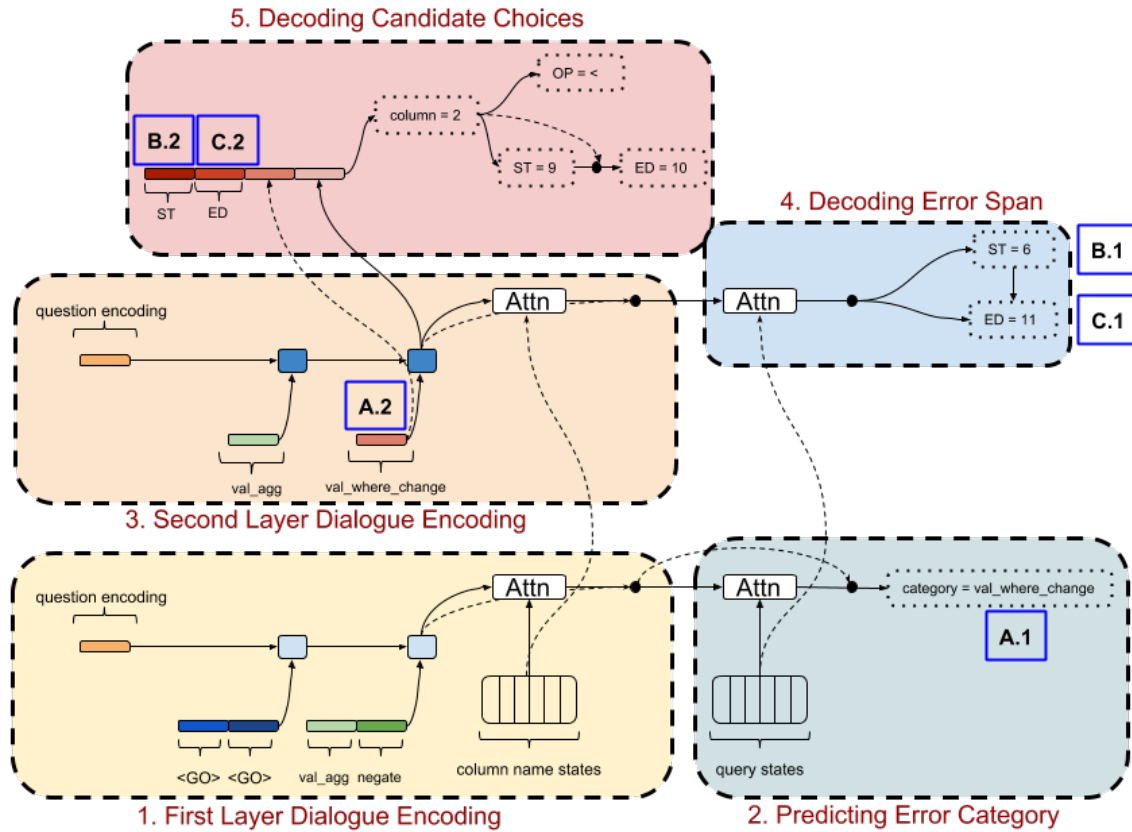 5. Decoding Candidate Choices
OP = <
column = 2
B.2
C.2
ST = 9
ED = 10
ST
ED
4. Decoding Error Span
ST = 6
B.1
Attn
Attn
question encoding
ED = 11
C.1
A.2
val_agg
val_where_change
3. Second Layer Dialogue Encoding
Attn
Attn
question encoding
category = val_where_change
A.1
<GO>
<GO>
val_agg
negate
column name states
query states
1. First Layer Dialogue Encoding
2. Predicting Error Category